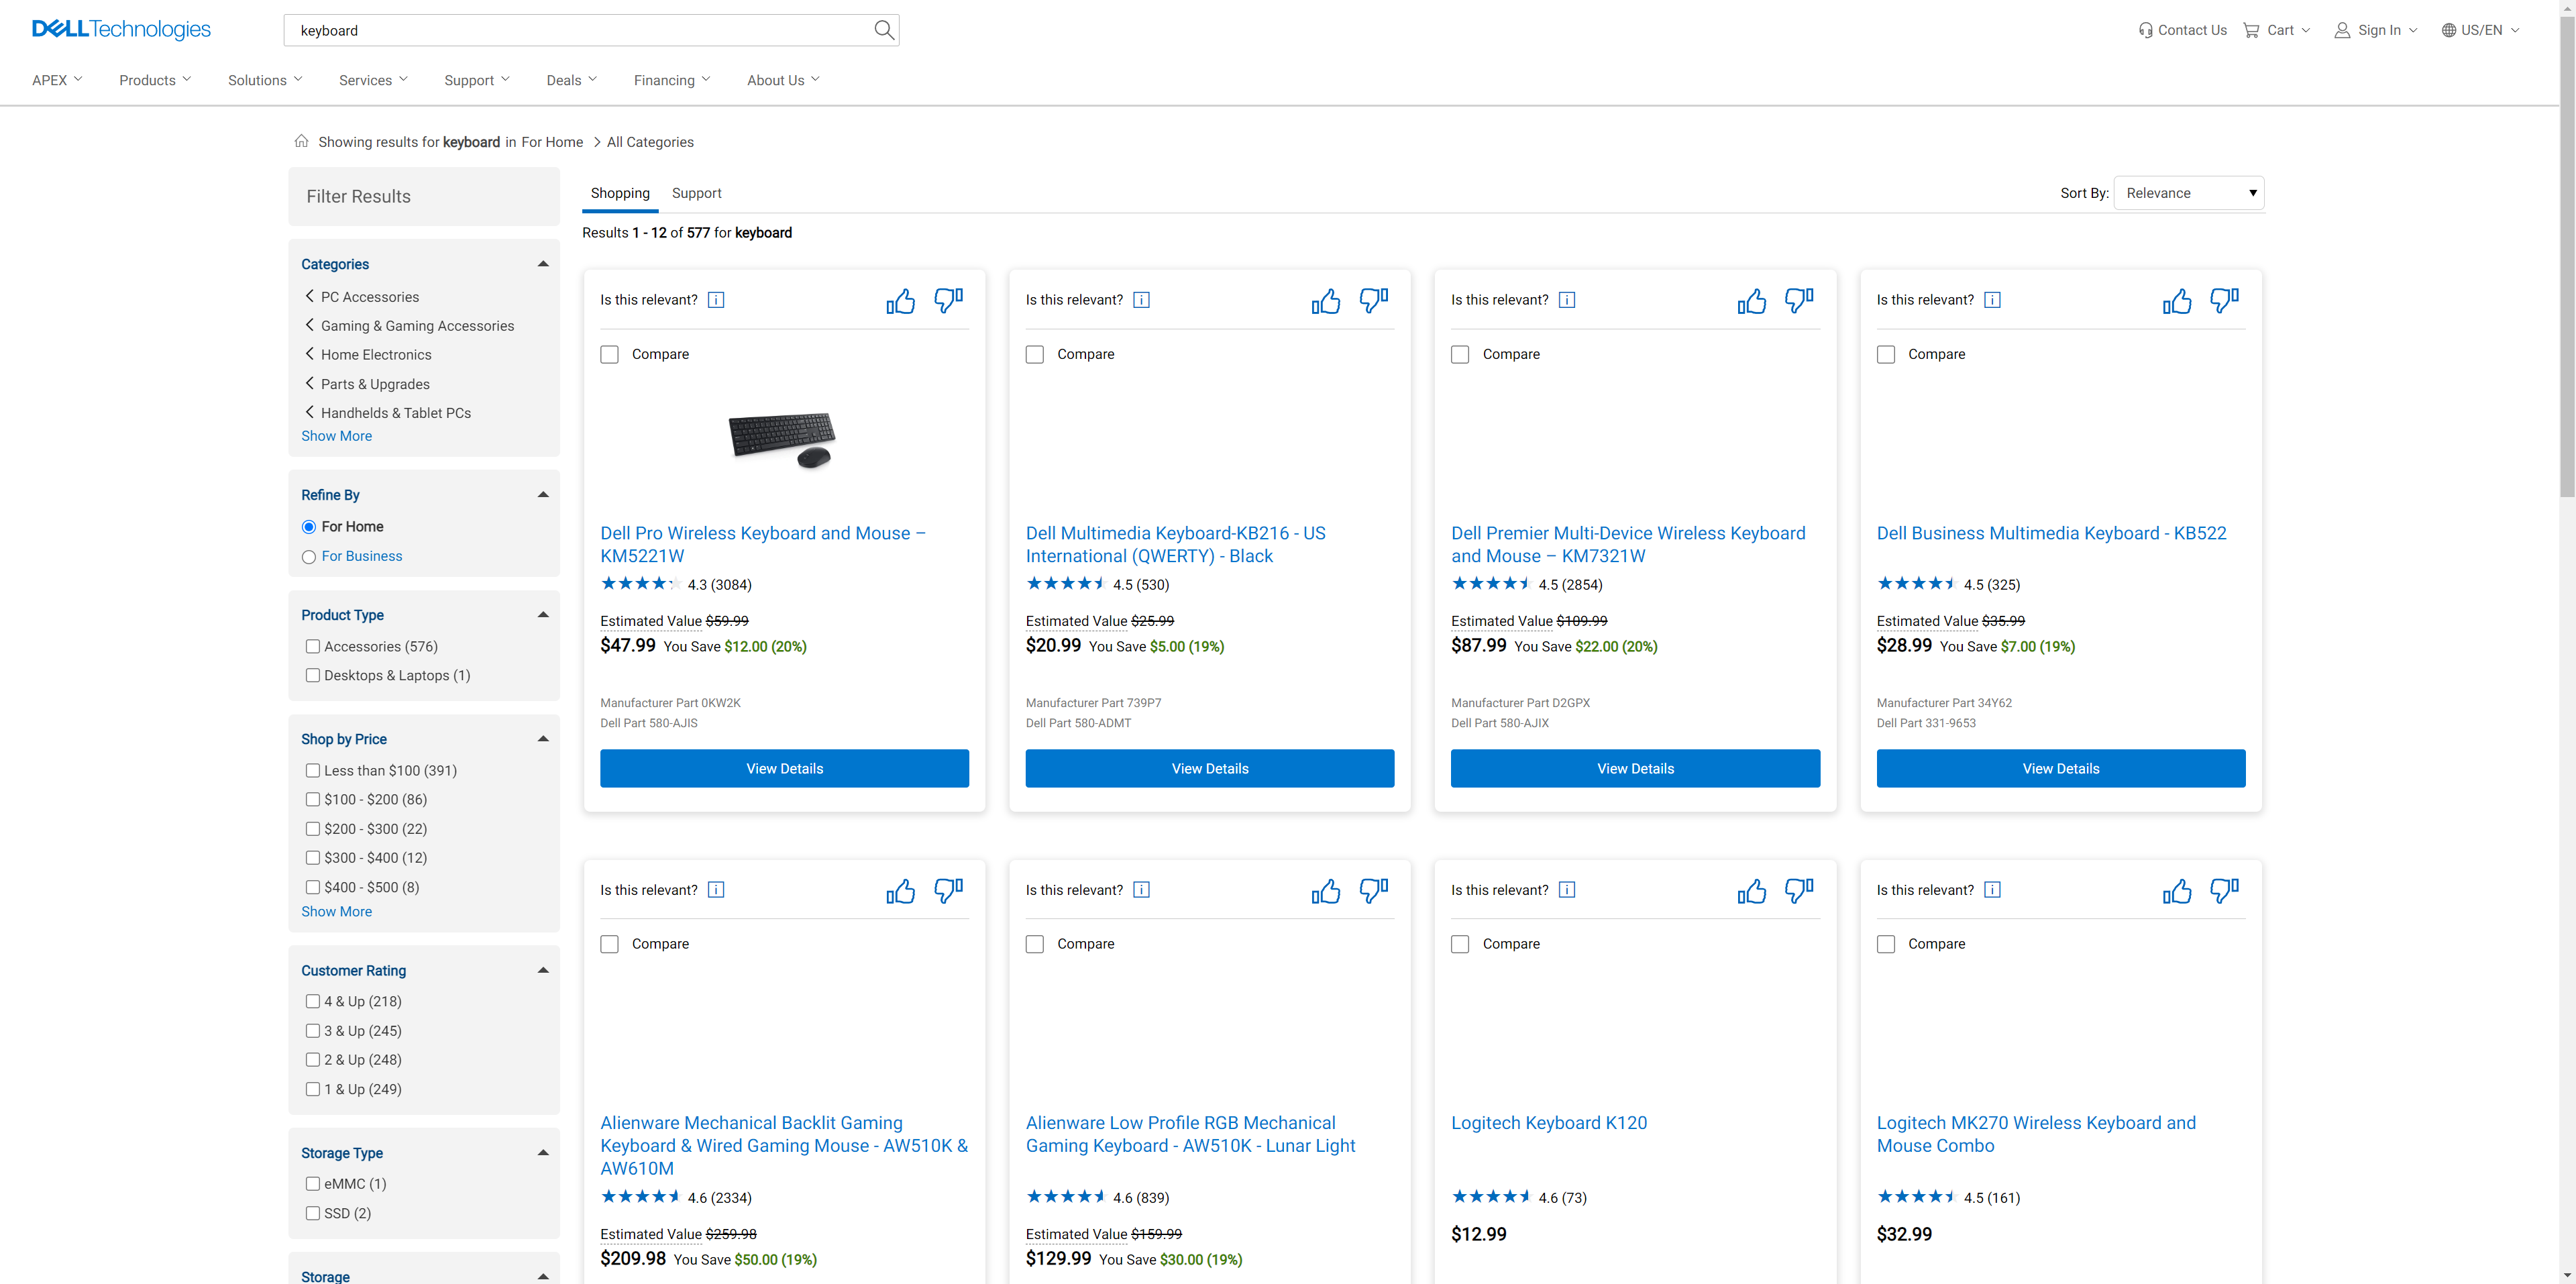 DELL Technologies
keyboard
Contact Us
Cart
Sign In
US/EN
APEX
Products
Solutions
Services
Support
Deals
Financing
About Us
Showing results for keyboard in For Home > All Categories
Filter Results
Categories
PC Accessories
Gaming & Gaming Accessories
Home Electronics
Parts & Upgrades
Handhelds & Tablet PCs
Show More
Refine By
For Home
For Business
Product Type
Accessories (576)
Desktops & Laptops (1)
Shop by Price
Less than $100 (391)
$100 - $200 (86)
$200 - $300 (22)
$300 - $400 (12)
$400 - $500 (8)
Show More
Customer Rating
4 & Up (218)
3 & Up (245)
2 & Up (248)
1 & Up (249)
Storage Type
eMMC (1)
SSD (2)
Storage
Shopping
Support
Sort By: Relevance
Results 1 - 12 of 577 for keyboard
Is this relevant?
Compare
Dell Pro Wireless Keyboard and Mouse –
KM5221W
4.3 (3084)
Estimated Value $59.99
$47.99 You Save $12.00 (20%)
Manufacturer Part 0KW2K
Dell Part 580-AJIS
View Details
Is this relevant?
Compare
Dell Multimedia Keyboard-KB216 - US
International (QWERTY) - Black
4.5 (530)
Estimated Value $25.99
$20.99 You Save $5.00 (19%)
Manufacturer Part 739P7
Dell Part 580-ADMT
View Details
Is this relevant?
Compare
Dell Premier Multi-Device Wireless Keyboard
and Mouse – KM7321W
4.5 (2854)
Estimated Value $109.99
$87.99 You Save $22.00 (20%)
Manufacturer Part D2GPX
Dell Part 580-AJIX
View Details
Is this relevant?
Compare
Dell Business Multimedia Keyboard - KB522
4.5 (325)
Estimated Value $35.99
$28.99 You Save $7.00 (19%)
Manufacturer Part 34Y62
Dell Part 331-9653
View Details
Is this relevant?
Compare
Alienware Mechanical Backlit Gaming
Keyboard & Wired Gaming Mouse - AW510K &
AW610M
4.6 (2334)
Estimated Value $259.98
$209.98 You Save $50.00 (19%)
Is this relevant?
Compare
Alienware Low Profile RGB Mechanical
Gaming Keyboard - AW510K - Lunar Light
4.6 (839)
Estimated Value $159.99
$129.99 You Save $30.00 (19%)
Is this relevant?
Compare
Logitech Keyboard K120
4.6 (73)
$12.99
Is this relevant?
Compare
Logitech MK270 Wireless Keyboard and
Mouse Combo
4.5 (161)
$32.99